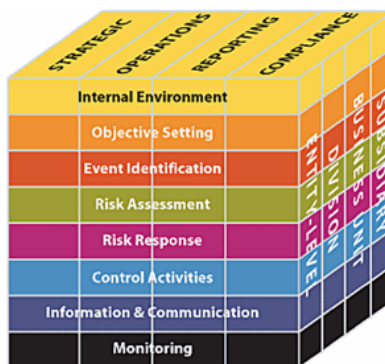 STRATEGIC
OPERATIONS
REPORTING
COMPLIANCE
Internal Environment
Objective Setting
Event Identification
Risk Assessment
Risk Response
Control Activities
Information & Communication
Monitoring
ENTITY-LEVEL
DIVISION
BUSINESS UNIT
SUBSIDIARY